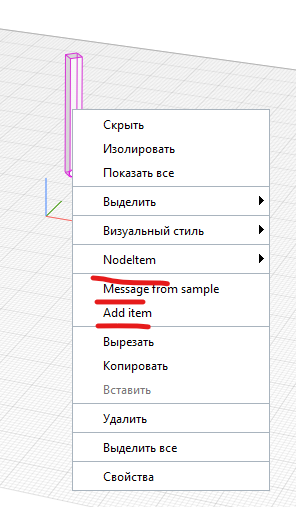 Скрыть
Изолировать
Показать все
Выделить
Визуальный стиль
NodeItem
Message from sample
Add item
Вырезать
Копировать
Вставить
Удалить
Выделить все
Свойства